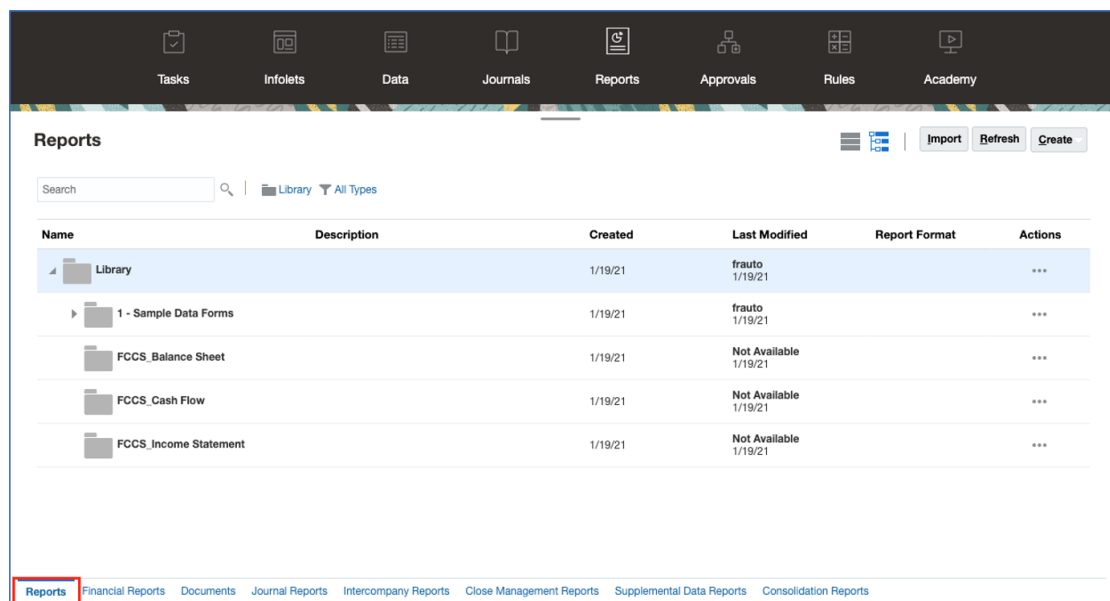 Tasks Infolets Data Journals Reports Approvals Rules Academy
Reports
Import Refresh Create
Search Library All Types
Name Description Created Last Modified Report Format Actions
Library 1/19/21 frauto
1/19/21
1 - Sample Data Forms 1/19/21 frauto
1/19/21
FCCS_Balance Sheet 1/19/21 Not Available
1/19/21
FCCS_Cash Flow 1/19/21 Not Available
1/19/21
FCCS_Income Statement 1/19/21 Not Available
1/19/21
Reports Financial Reports Documents Journal Reports Intercompany Reports Close Management Reports Supplemental Data Reports Consolidation Reports